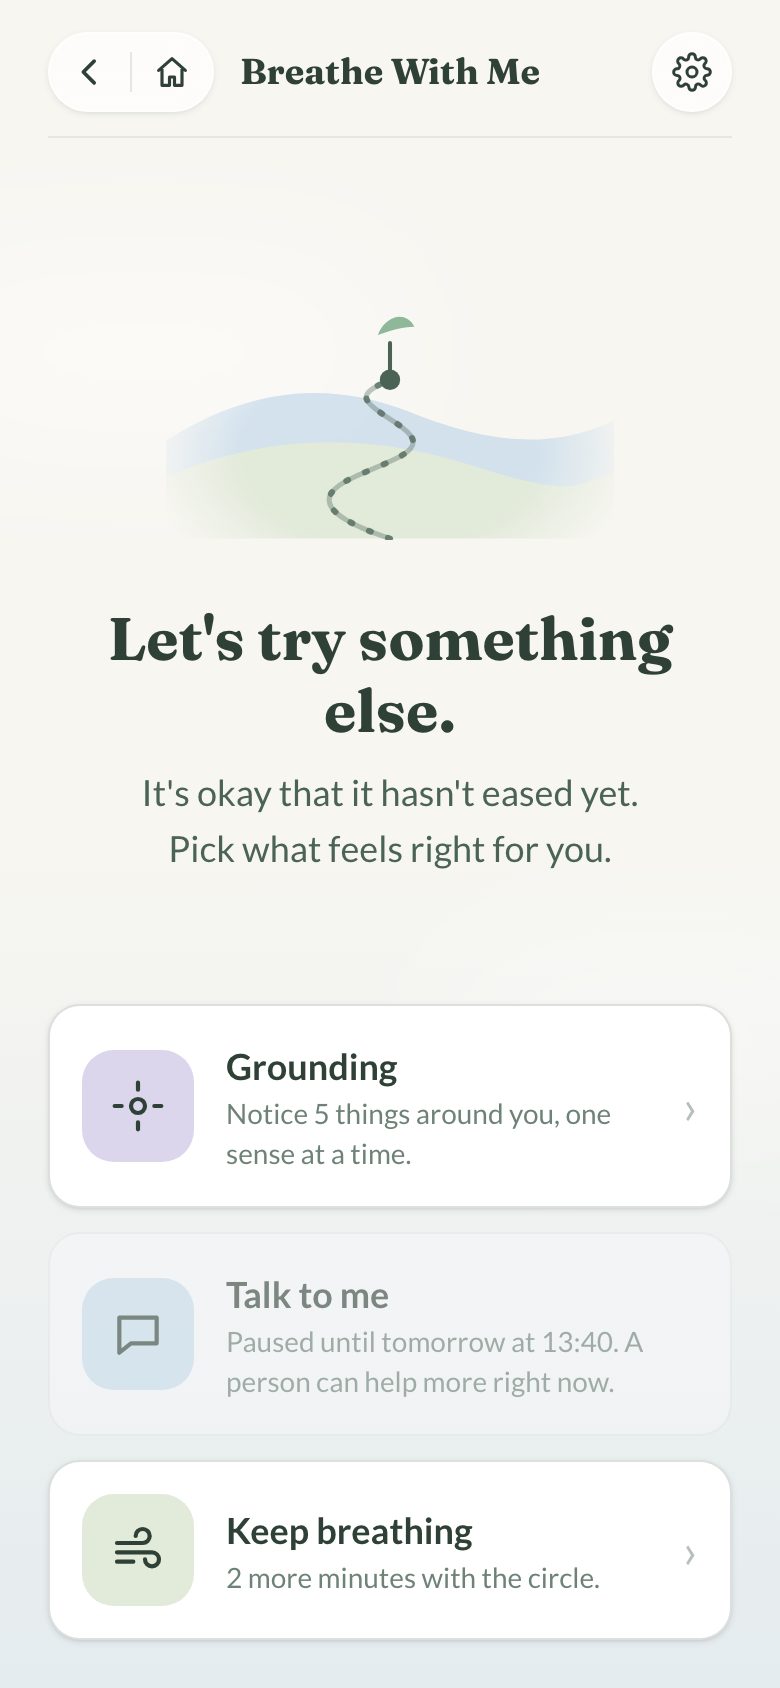 Breathe With Me
Let's try something
else.
It's okay that it hasn't eased yet.
Pick what feels right for you.
Grounding
Notice 5 things around you, one
sense at a time.
Talk to me
Paused until tomorrow at 13:40. A
person can help more right now.
Keep breathing
2 more minutes with the circle.